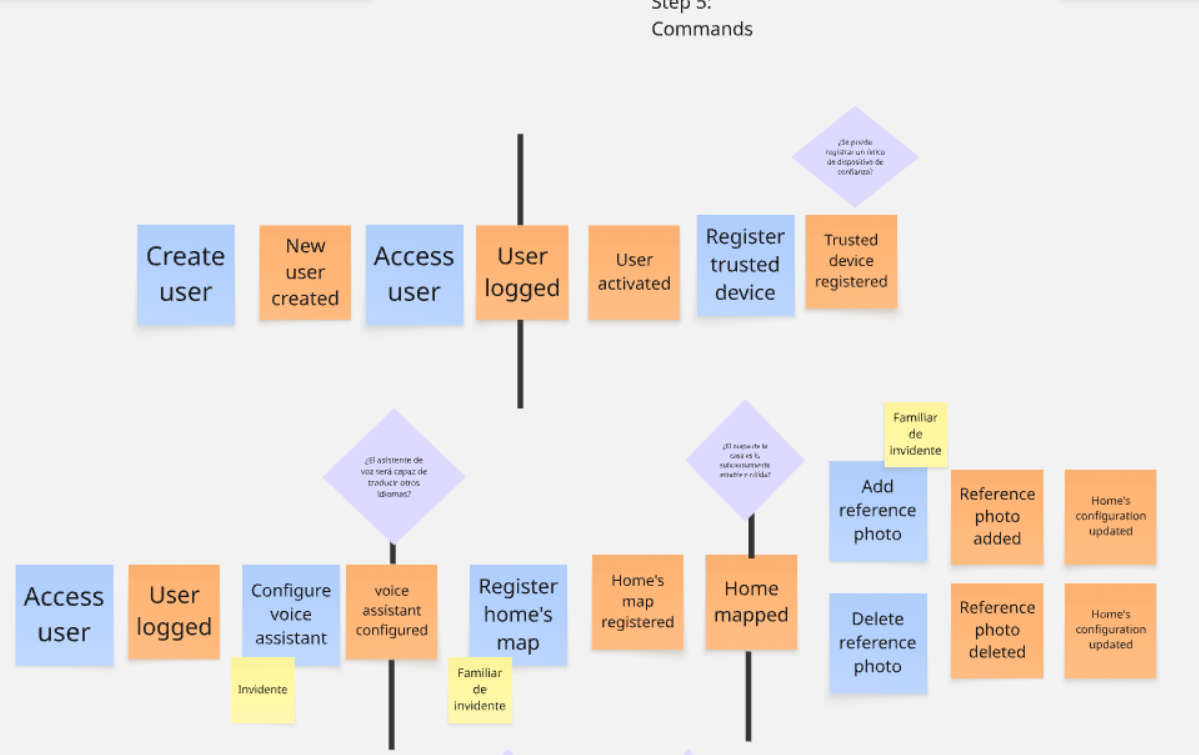 Step 5:
Commands
¿Se puede
registrar un único
de dispositivo de
confianza?
Create
user
New
user
created
Access
user
User
logged
User
activated
Register
trusted
device
Trusted
device
registered
¿El asistente de
voz será capaz de
traducir otros
idiomas?
¿El mapa de la
casa es lo
suficientemente
Familiar
de
invidente
Add
reference
photo
Reference
photo
added
Home's
configuration
updated
Access
user
User
logged
Configure
voice
assistant
Invidente
voice
assistant
configured
Register
home's
map
Familiar
de
invidente
Home's
map
registered
Home
mapped
Delete
reference
photo
Reference
photo
deleted
Home's
configuration
updated